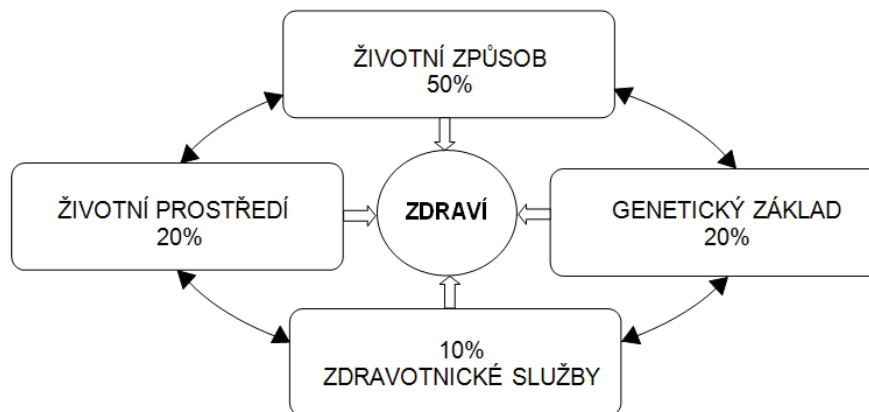 ŽIVOTNÍ ZPŮSOB
50%
ŽIVOTNÍ PROSTŘEDÍ
20%
ZDRAVÍ
GENETICKÝ ZÁKLAD
20%
10%
ZDRAVOTNICKÉ SLUŽBY